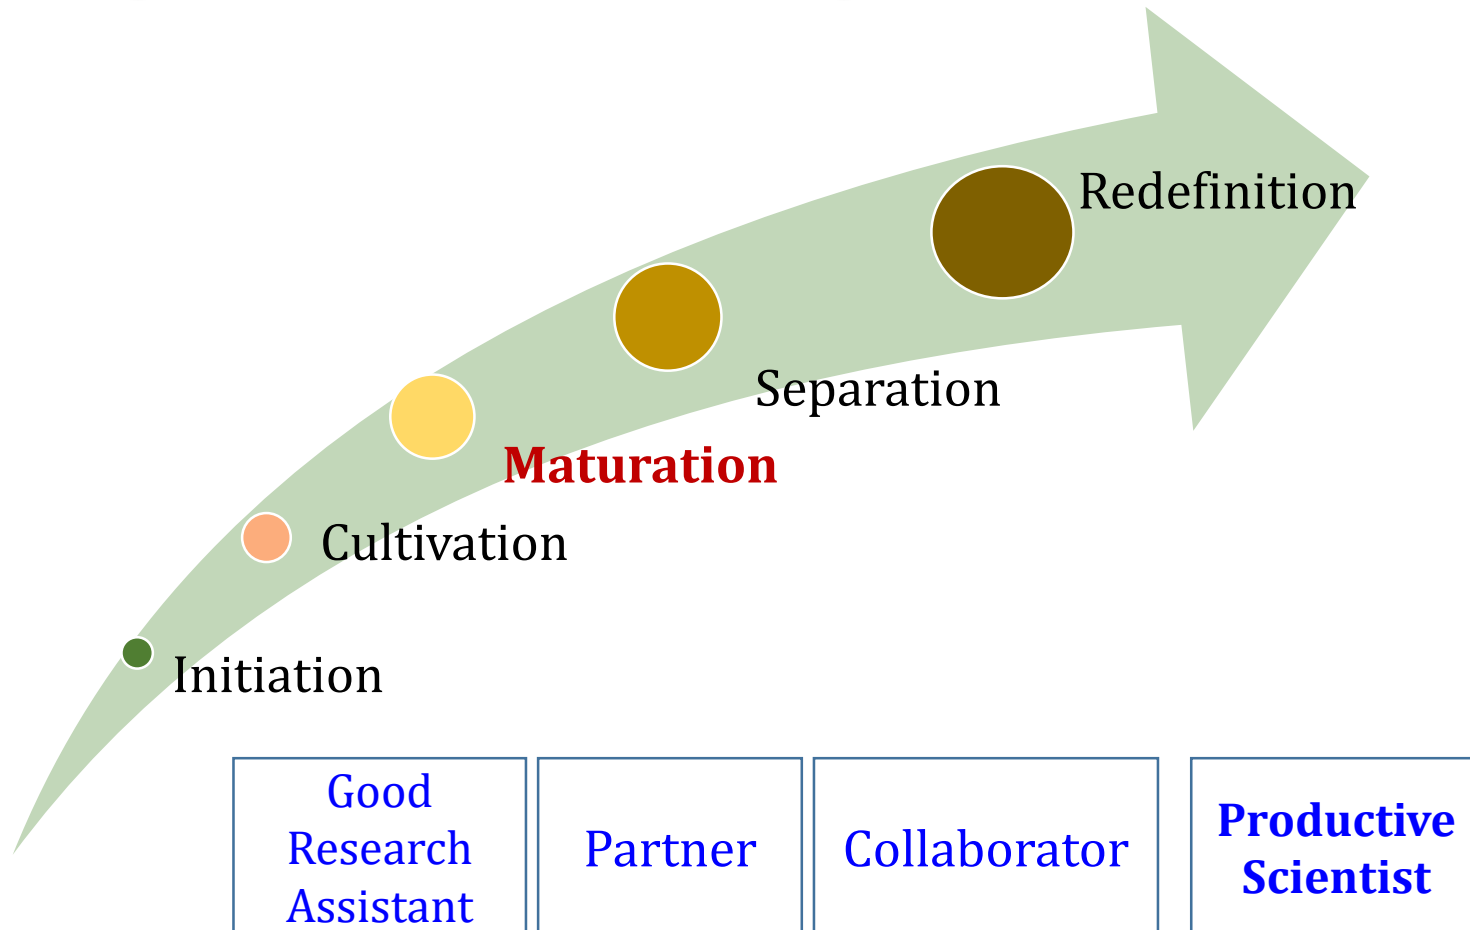 Redefinition
Separation
Maturation
Cultivation
Initiation
Good
Research
Assistant
Partner
Collaborator
Productive
Scientist